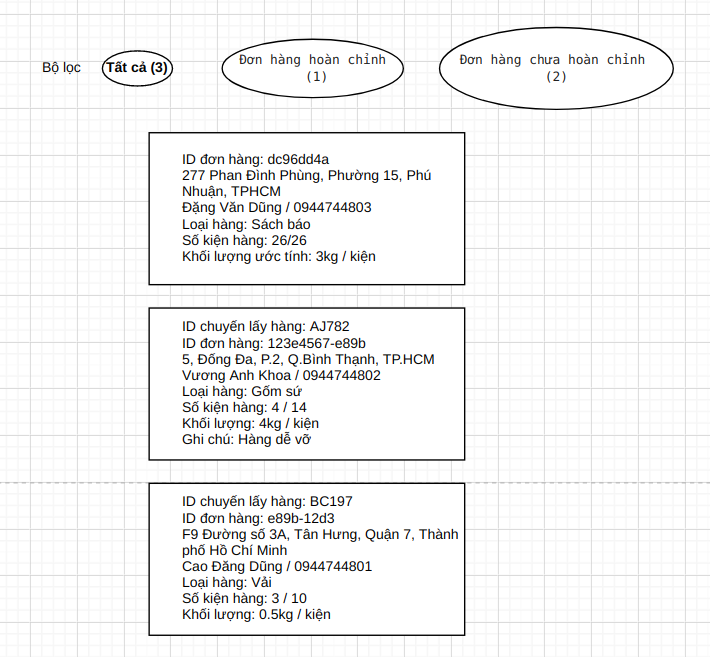 Bộ lọc
Tất cả (3)
Đơn hàng hoàn chỉnh
(1)
Đơn hàng chưa hoàn chỉnh
(2)
ID đơn hàng: dc96dd4a
277 Phan Đình Phùng, Phường 15, Phú
Nhuận, TPHCM
Đặng Văn Dũng / 0944744803
Loại hàng: Sách báo
Số kiện hàng: 26/26
Khối lượng ước tính: 3kg / kiện
ID chuyến lấy hàng: AJ782
ID đơn hàng: 123e4567-e89b
5, Đống Đa, P.2, Q.Bình Thạnh, TP.HCM
Vương Anh Khoa / 0944744802
Loại hàng: Gốm sứ
Số kiện hàng: 4 / 14
Khối lượng: 4kg / kiện
Ghi chú: Hàng dễ vỡ
ID chuyến lấy hàng: BC197
ID đơn hàng: e89b-12d3
F9 Đường số 3A, Tân Hưng, Quận 7, Thành
phố Hồ Chí Minh
Cao Đăng Dũng / 0944744801
Loại hàng: Vải
Số kiện hàng: 3 / 10
Khối lượng: 0.5kg / kiện